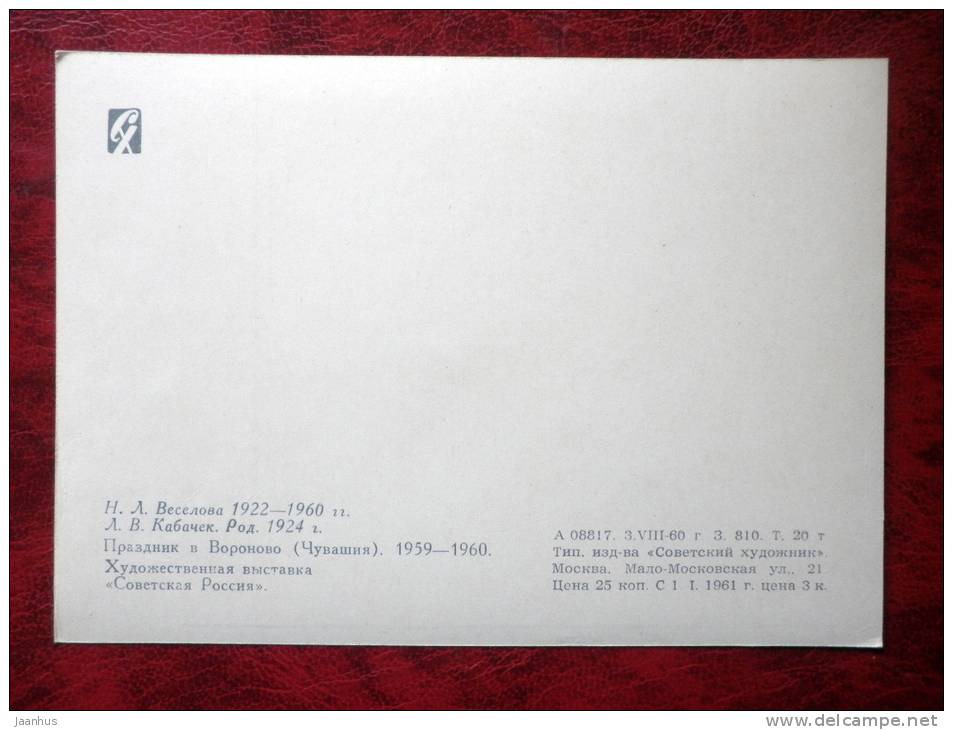 СХ
Н. Л. Веселова 1922—1960 гг.
Л. В. Кабачек. Род. 1924 г.
Праздник в Вороново (Чувашия). 1959—1960.
Художественная выставка
«Советская Россия».
А 08817. 3.VIII-60 г З. 810. Т. 20 т
Тип. изд-ва «Советский художник».
Москва. Мало-Московская ул., 21
Цена 25 коп. С 1. I. 1961 г. цена 3 к.
Jaanhus
www.delcampe.net